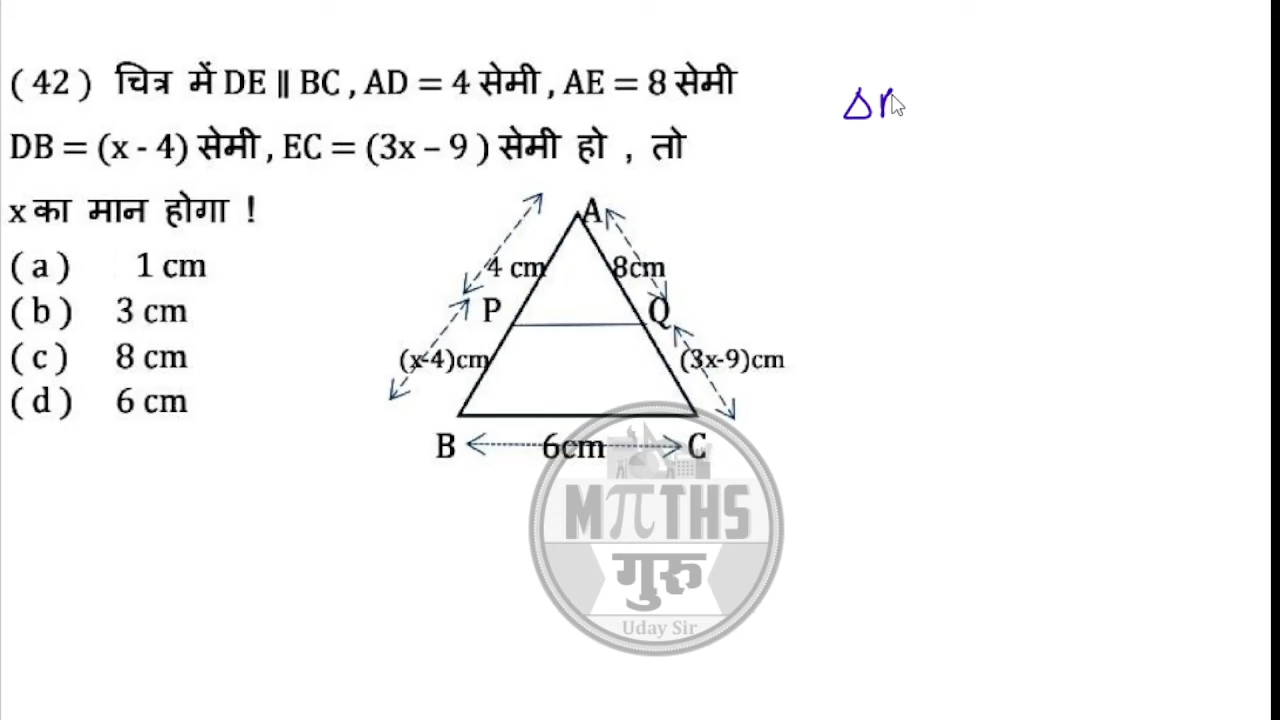 ( 42 ) चित्र में DE || BC , AD = 4 सेमी , AE = 8 सेमी
DB = (x - 4) सेमी , EC = (3x – 9 ) सेमी हो , तो
x का मान होगा !
( a ) 1 cm
( b ) 3 cm
( c ) 8 cm
( d ) 6 cm
A
4 cm 8cm
P Q
(x-4)cm (3x-9)cm
B 6cm C
MπTHS
गुरु
Uday Sir